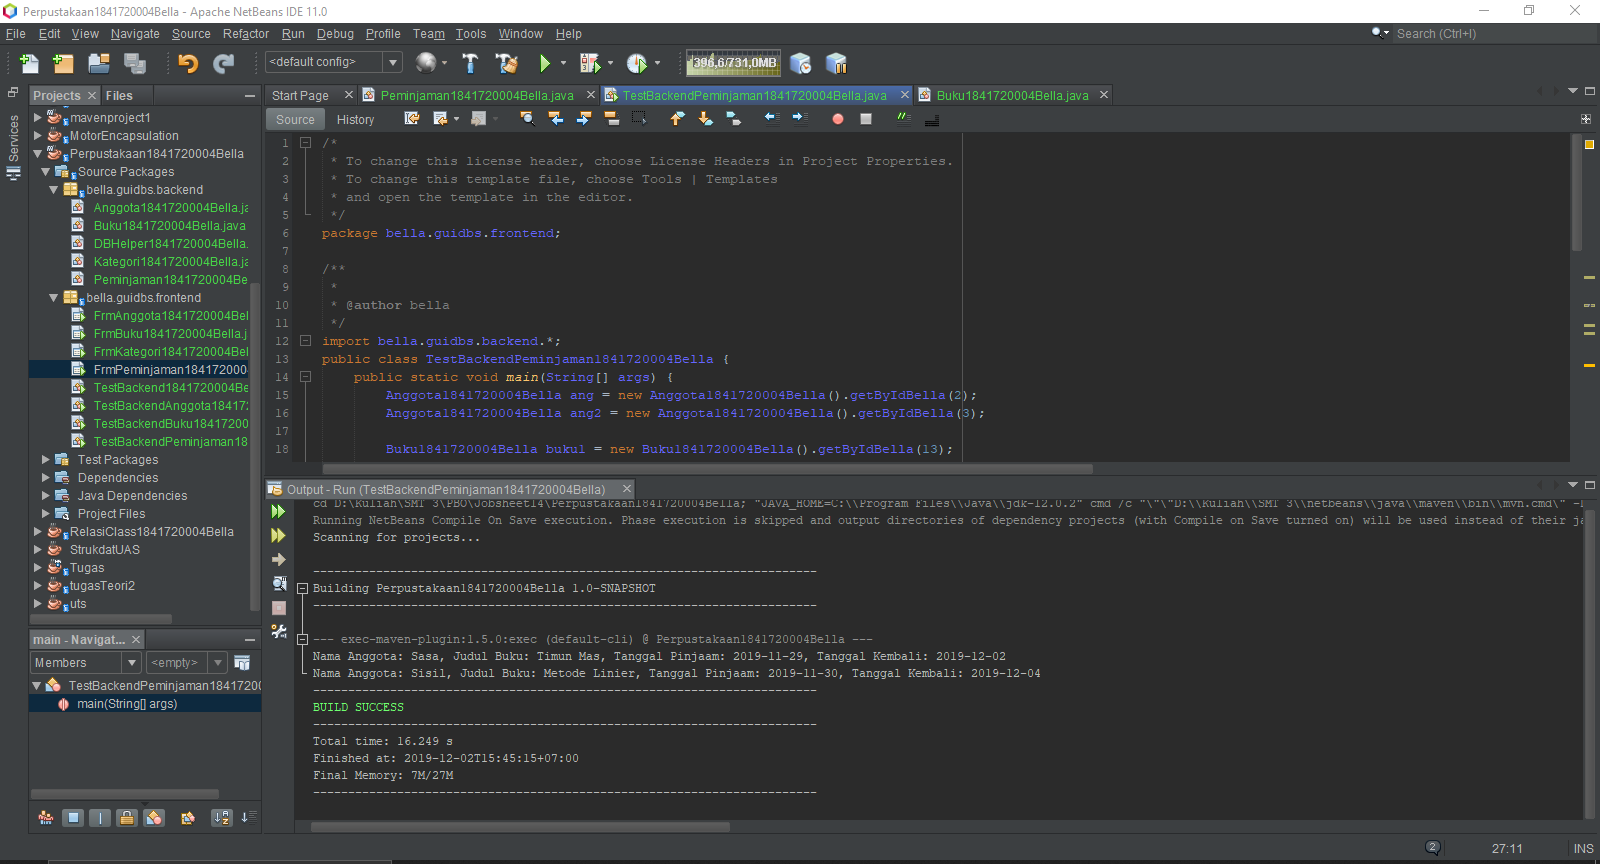 Perpustakaan1841720004Bella - Apache NetBeans IDE 11.0
File Edit View Navigate Source Refactor Run Debug Profile Team Tools Window Help
Search (Ctrl+I)
<default config>
396,6/731,0MB
Services
Projects
Files
mavenproject1
MotorEncapsulation
Perpustakaan1841720004Bella
Source Packages
bella.guidbs.backend
Anggota1841720004Bella.ja
Buku1841720004Bella.java
DBHelper1841720004Bella.
Kategori1841720004Bella.ja
Peminjaman1841720004Be
bella.guidbs.frontend
FrmAnggota1841720004Bel
FrmBuku1841720004Bella.j
FrmKategori1841720004Bel
FrmPeminjaman184172000
TestBackend1841720004Be
TestBackendAnggota18417
TestBackendBuku1841720
TestBackendPeminjaman18
Test Packages
Dependencies
Java Dependencies
Project Files
RelasiClass1841720004Bella
StrukdatUAS
Tugas
tugasTeori2
uts
main - Navigat...
Members
<empty>
TestBackendPeminjaman184172
main(String[] args)
Start Page
Peminjaman1841720004Bella.java
TestBackendPeminjaman1841720004Bella.java
Buku1841720004Bella.java
Source
History
1 /*
2 * To change this license header, choose License Headers in Project Properties.
3 * To change this template file, choose Tools | Templates
4 * and open the template in the editor.
5 */
6 package bella.guidbs.frontend;
7
8 /**
9 *
10 * @author bella
11 */
12 import bella.guidbs.backend.*;
13 public class TestBackendPeminjaman1841720004Bella {
14 public static void main(String[] args) {
15 Anggota1841720004Bella ang = new Anggota1841720004Bella().getByIdBella(2);
16 Anggota1841720004Bella ang2 = new Anggota1841720004Bella().getByIdBella(3);
17
18 Buku1841720004Bella buku1 = new Buku1841720004Bella().getByIdBella(13);
Output - Run (TestBackendPeminjaman1841720004Bella)
cd D:\Kuliah\SMT 3\PBO\Jobsheet14\Perpustakaan1841720004Bella; "JAVA_HOME=C:\\Program Files\\Java\\jdk-12.0.2" cmd /c "\"\"D:\\Kuliah\\SMT 3\\netbeans\\java\\maven\\bin\\mvn.cmd\"
Running NetBeans Compile On Save execution. Phase execution is skipped and output directories of dependency projects (with Compile on Save turned on) will be used instead of their ja
Scanning for projects...
------------------------------------------------------------------------
Building Perpustakaan1841720004Bella 1.0-SNAPSHOT
------------------------------------------------------------------------
--- exec-maven-plugin:1.5.0:exec (default-cli) @ Perpustakaan1841720004Bella ---
Nama Anggota: Sasa, Judul Buku: Timun Mas, Tanggal Pinjaam: 2019-11-29, Tanggal Kembali: 2019-12-02
Nama Anggota: Sisil, Judul Buku: Metode Linier, Tanggal Pinjaam: 2019-11-30, Tanggal Kembali: 2019-12-04
------------------------------------------------------------------------
BUILD SUCCESS
------------------------------------------------------------------------
Total time: 16.249 s
Finished at: 2019-12-02T15:45:15+07:00
Final Memory: 7M/27M
------------------------------------------------------------------------
2
27:11
INS